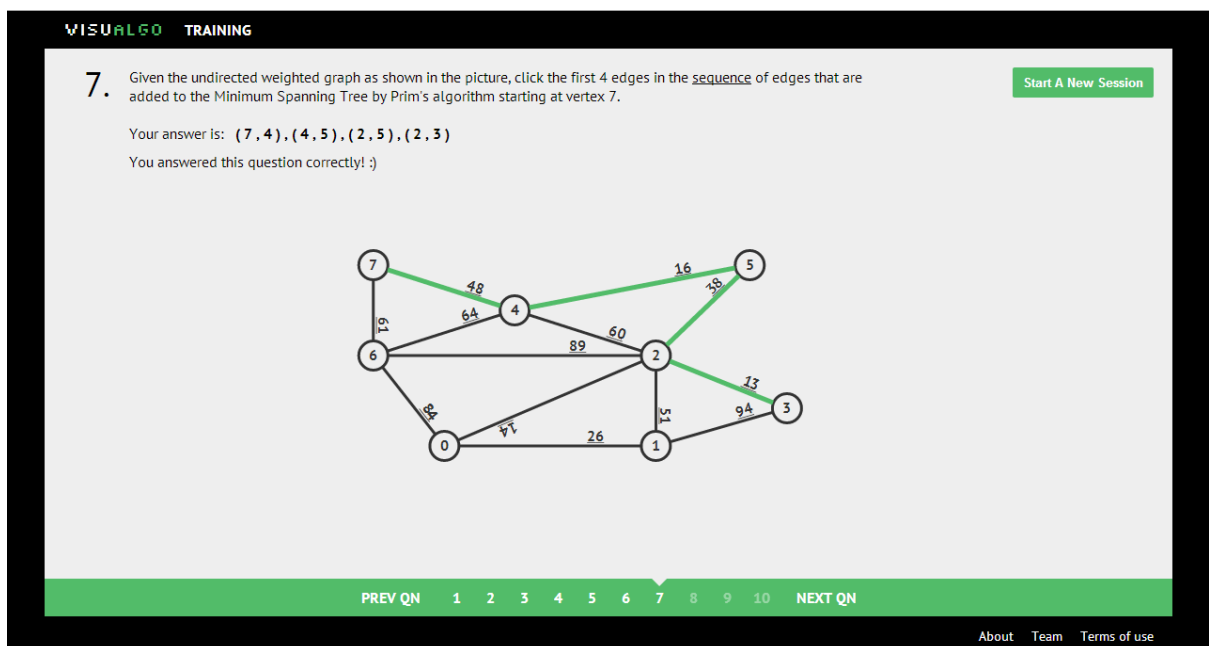 VISUALGO TRAINING
7.
Given the undirected weighted graph as shown in the picture, click the first 4 edges in the sequence of edges that are
added to the Minimum Spanning Tree by Prim's algorithm starting at vertex 7.
Start A New Session
Your answer is: (7,4),(4,5),(2,5),(2,3)
You answered this question correctly! :)
7
5
16
48
38
4
64
61
60
89
6
2
13
3
84
51
94
14
26
0
1
PREV QN 1 2 3 4 5 6 7 8 9 10 NEXT QN
About Team Terms of use